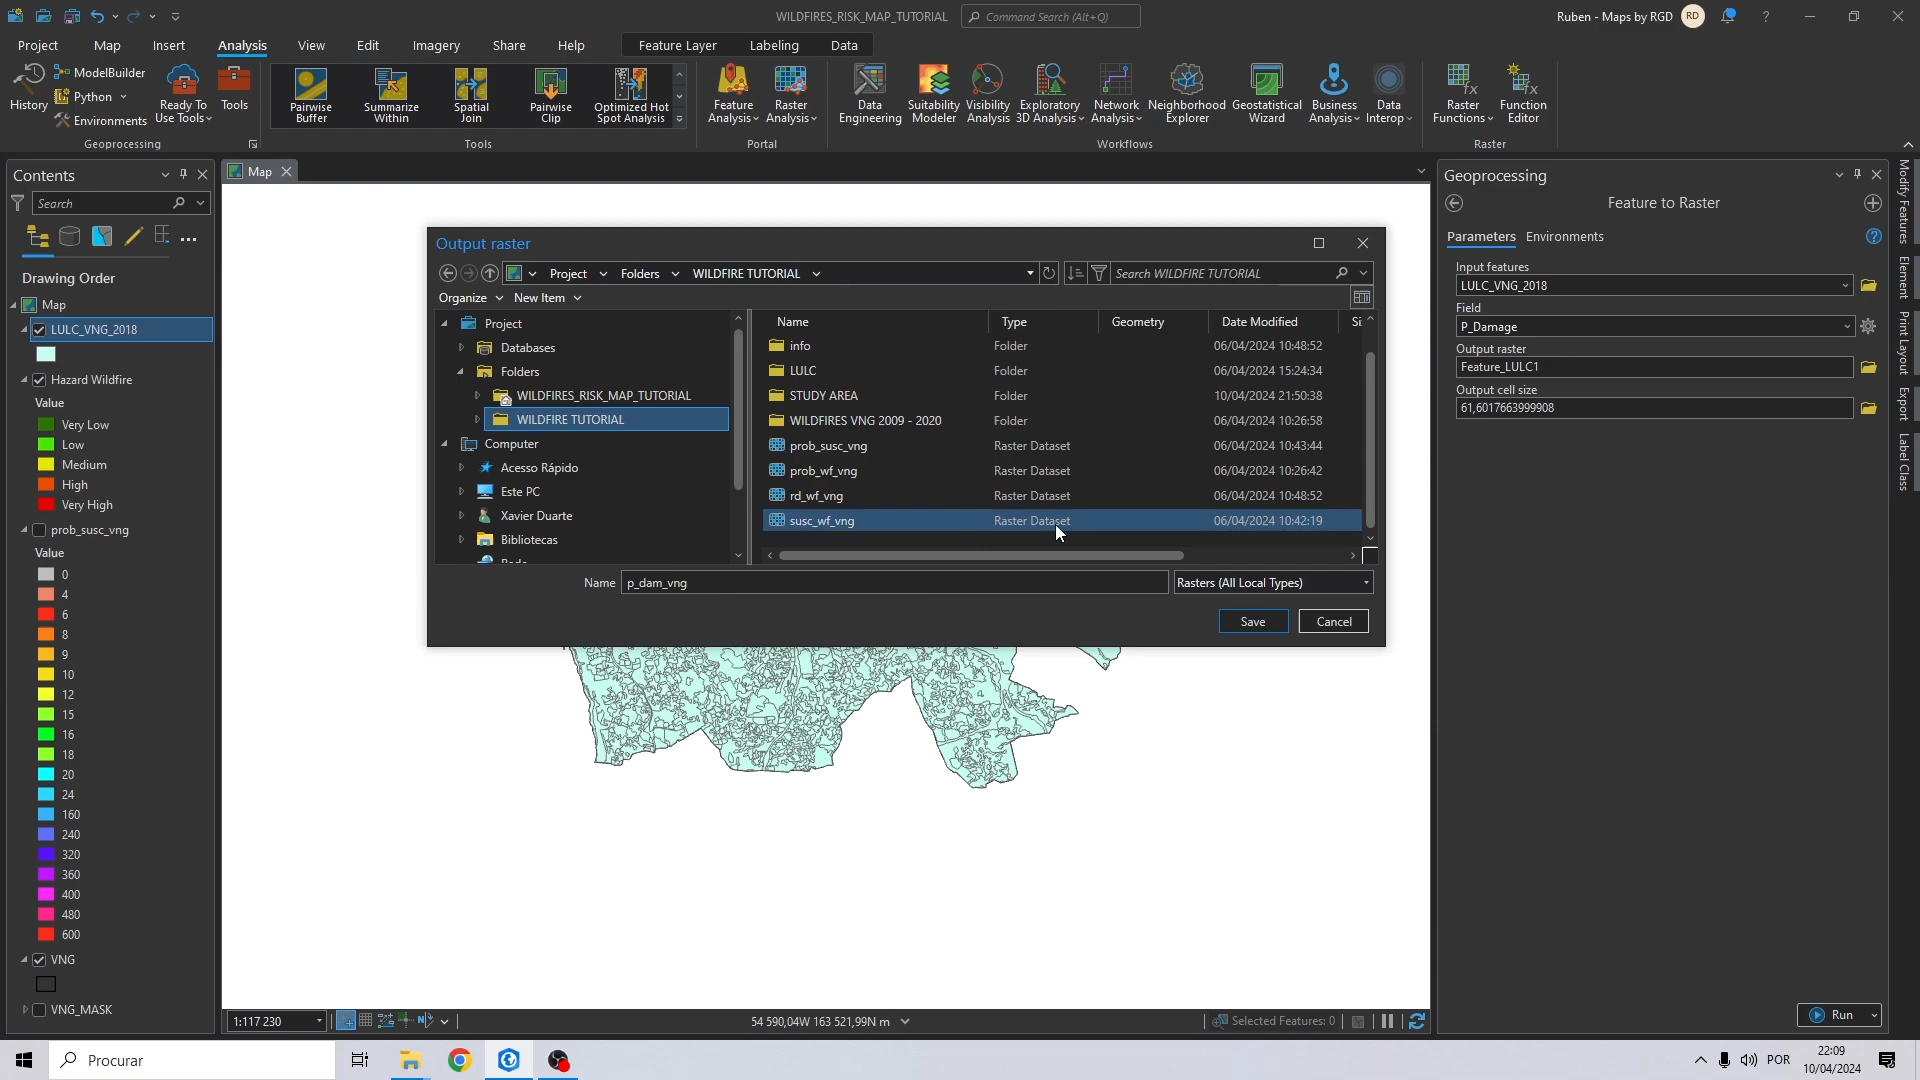 WILDFIRES_RISK_MAP_TUTORIAL
Command Search (Alt+Q)
Ruben - Maps by RGD
RD
?
Project
Map
Insert
Analysis
View
Edit
Imagery
Share
Help
Feature Layer
Labeling
Data
History
ModelBuilder
Python
Environments
Ready To
Use Tools
Tools
Pairwise
Buffer
Summarize
Within
Spatial
Join
Pairwise
Clip
Optimized Hot
Spot Analysis
Feature
Analysis
Raster
Analysis
Data
Engineering
Suitability
Modeler
Visibility
Analysis
Exploratory
3D Analysis
Network
Analysis
Neighborhood
Explorer
Geostatistical
Wizard
Business
Analysis
Data
Interop
Raster
Functions
Function
Editor
Geoprocessing
Tools
Portal
Workflows
Raster
Contents
Search
Drawing Order
Map
LULC_VNG_2018
Hazard Wildfire
Value
Very Low
Low
Medium
High
Very High
prob_susc_vng
Value
0
4
6
8
9
10
12
15
16
18
20
24
160
240
320
360
400
480
600
VNG
VNG_MASK
Map
Output raster
Project
Folders
WILDFIRE TUTORIAL
Search WILDFIRE TUTORIAL
Organize
New Item
Project
Databases
Folders
WILDFIRES_RISK_MAP_TUTORIAL
WILDFIRE TUTORIAL
Computer
Acesso Rápido
Este PC
Xavier Duarte
Bibliotecas
Name Type Geometry Date Modified Si
info Folder 06/04/2024 10:48:52
LULC Folder 06/04/2024 15:24:34
STUDY AREA Folder 10/04/2024 21:50:38
WILDFIRES VNG 2009 - 2020 Folder 06/04/2024 10:26:58
prob_susc_vng Raster Dataset 06/04/2024 10:43:44
prob_wf_vng Raster Dataset 06/04/2024 10:26:42
rd_wf_vng Raster Dataset 06/04/2024 10:48:52
susc_wf_vng Raster Dataset 06/04/2024 10:42:19
Name p_dam_vng Rasters (All Local Types)
Save
Cancel
1:117 230
54 590,04W 163 521,99N m
Selected Features: 0
Geoprocessing
Feature to Raster
Parameters
Environments
?
Input features
LULC_VNG_2018
Field
P_Damage
Output raster
Feature_LULC1
Output cell size
61,6017663999908
Run
Modify Features
Element
Print Layout
Export
Label Class
Procurar
POR
22:09
10/04/2024